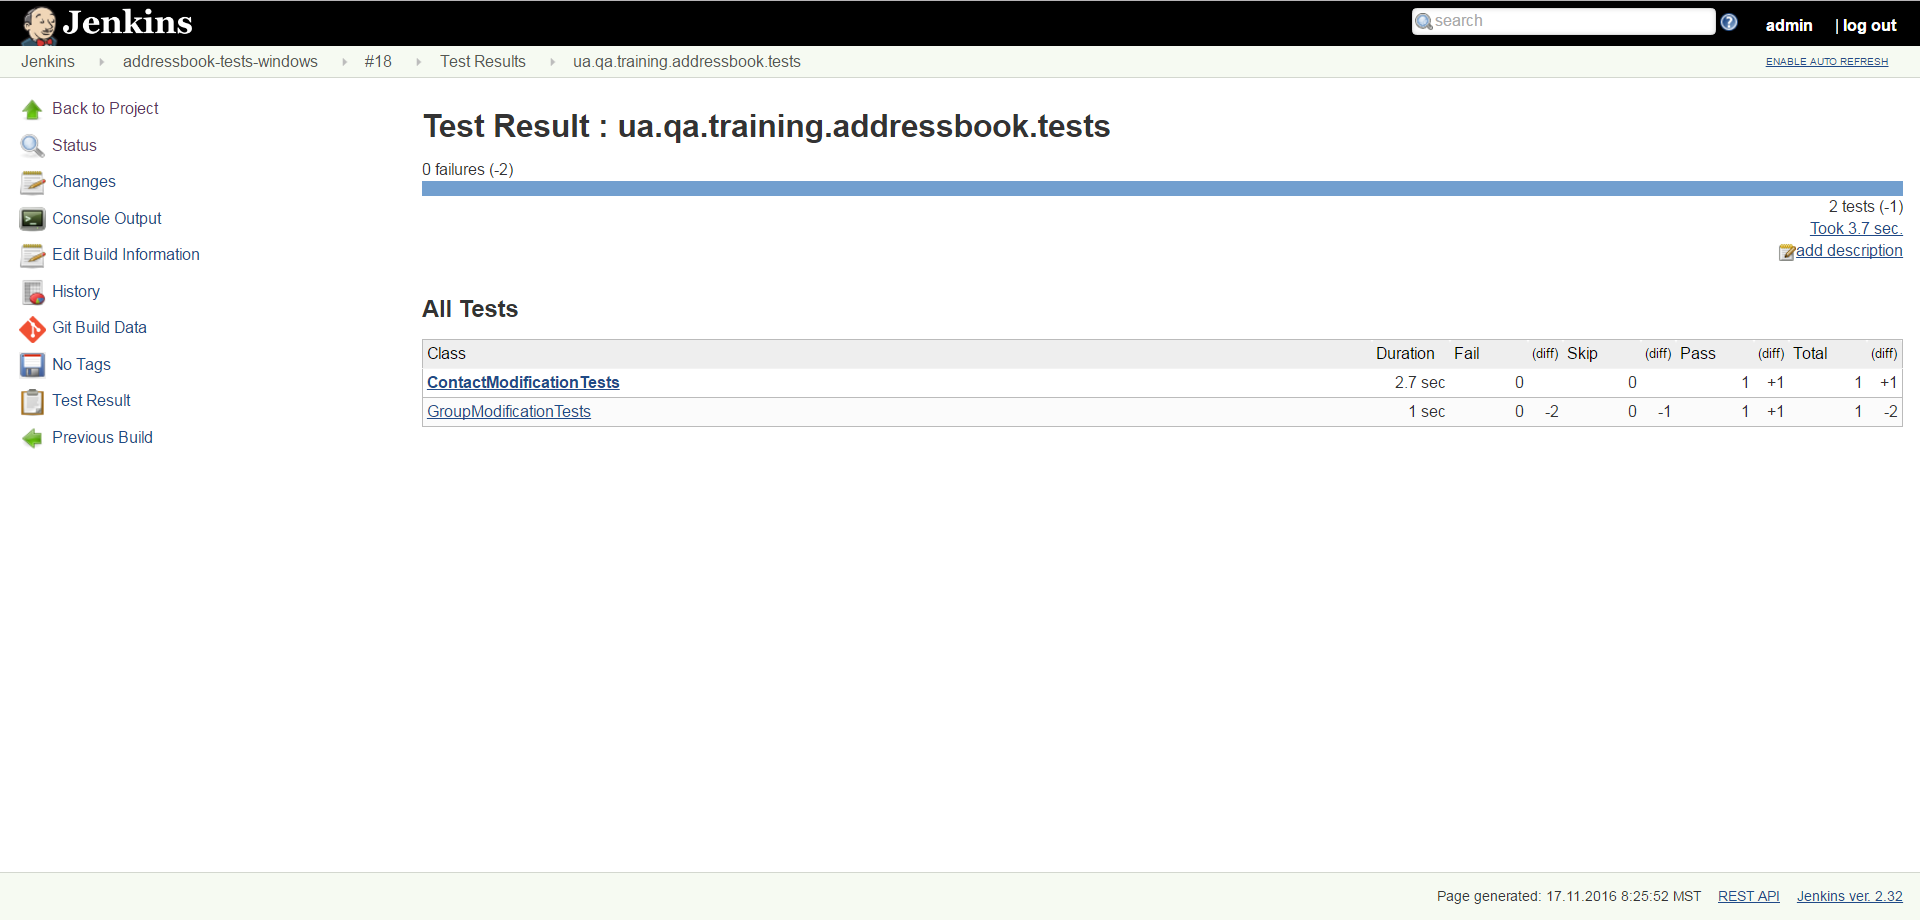 Jenkins
search
admin | log out
Jenkins addressbook-tests-windows #18 Test Results ua.qa.training.addressbook.tests
ENABLE AUTO REFRESH
Back to Project
Status
Changes
Console Output
Edit Build Information
History
Git Build Data
No Tags
Test Result
Previous Build
Test Result : ua.qa.training.addressbook.tests
0 failures (-2)
2 tests (-1)
Took 3.7 sec.
add description
All Tests
Class Duration Fail (diff) Skip (diff) Pass (diff) Total (diff)
ContactModificationTests 2.7 sec 0 0 1 +1 1 +1
GroupModificationTests 1 sec 0 -2 0 -1 1 +1 1 -2
Page generated: 17.11.2016 8:25:52 MST REST API Jenkins ver. 2.32